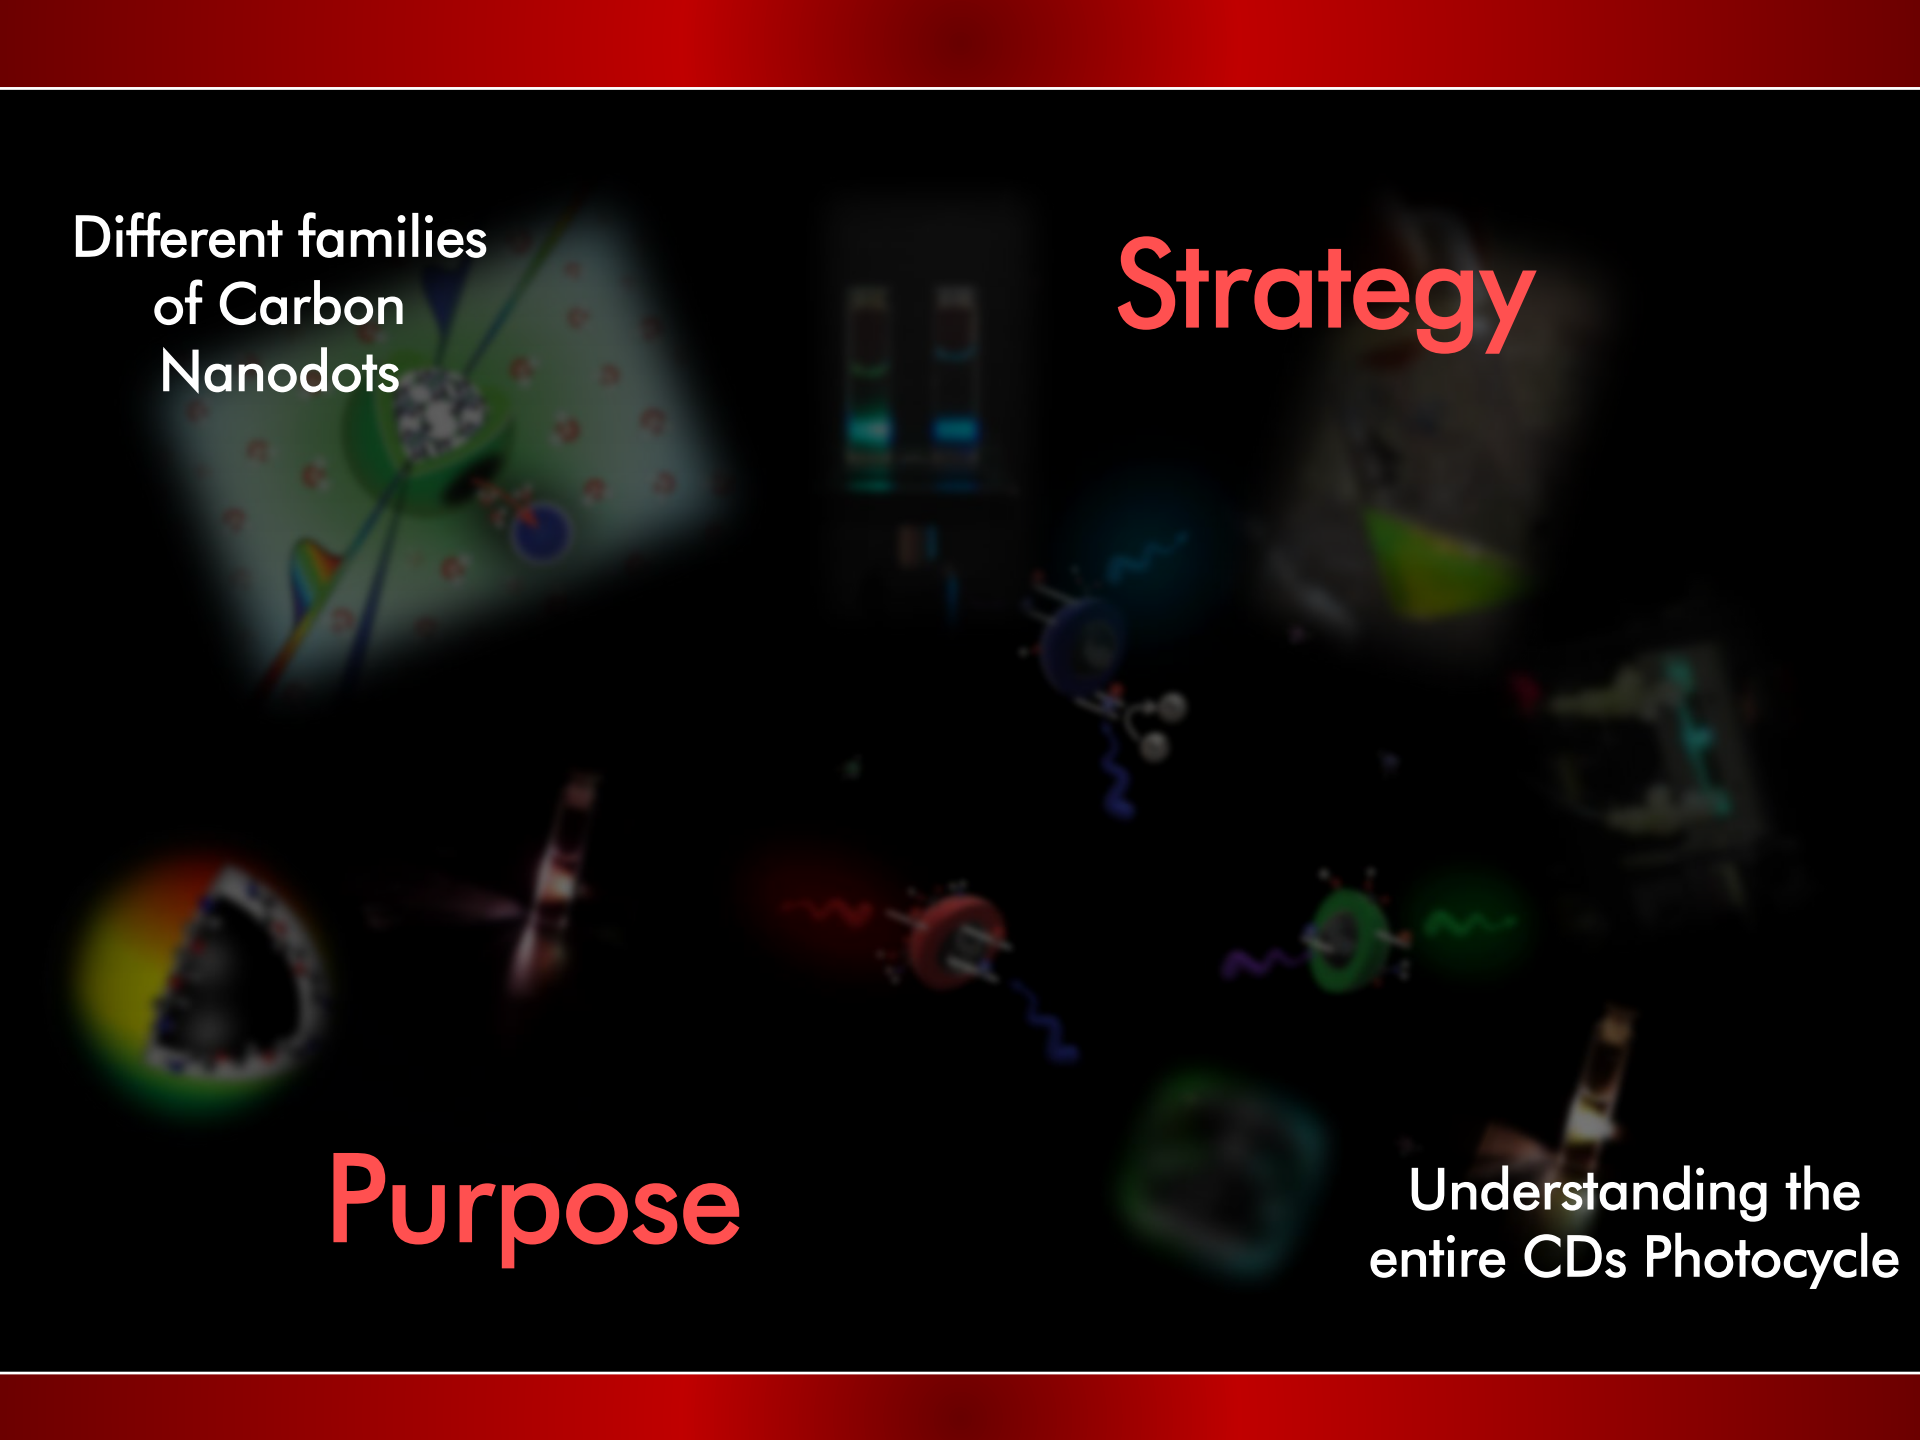 Different families
of Carbon
Nanodots
Strategy
Purpose
Understanding the
entire CDs Photocycle